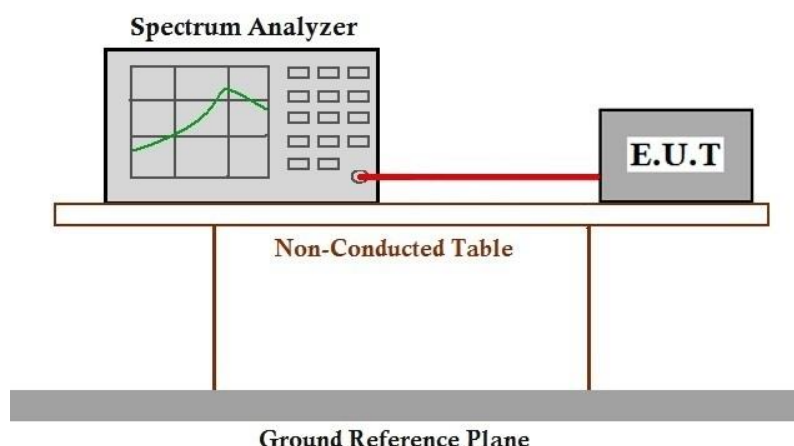 Spectrum Analyzer
E.U.T
Non-Conducted Table
Ground Reference Plane